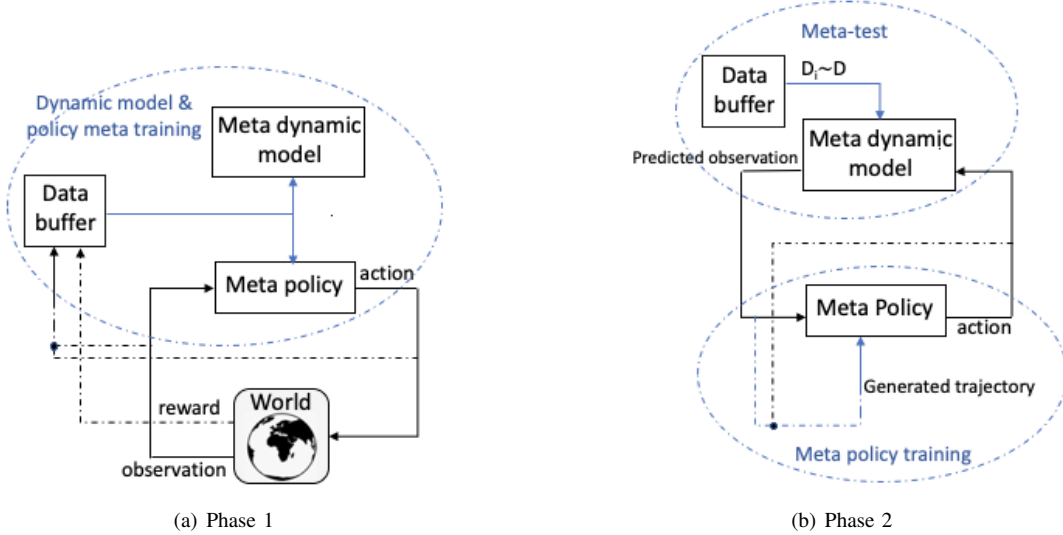 Dynamic model &
policy meta training
Meta dynamic
model
Data
buffer
Meta policy
action
reward
World
observation
(a) Phase 1
Meta-test
Data
buffer
Di~D
Meta dynamic
model
Predicted observation
Meta Policy
action
Generated trajectory
Meta policy training
(b) Phase 2